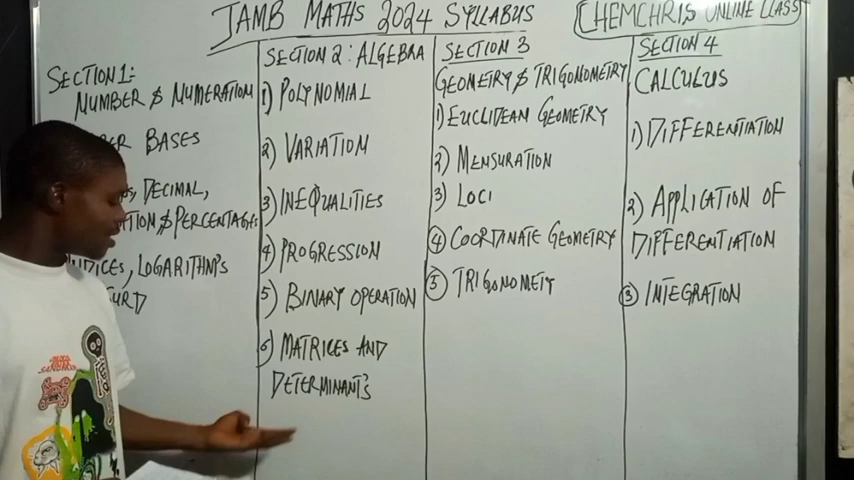 JAMB MATHS 2024 SYLLABUS
CHEMCHRIS ONLINE CLASS
SECTION 1:
NUMBER & NUMERATION
BASES
DECIMAL,
& PERCENTAGE
LOGARITHMS
SECTION 2: ALGEBRA
1) POLYNOMIAL
2) VARIATION
3) INEQUALITIES
4) PROGRESSION
5) BINARY OPERATION
6) MATRICES AND
DETERMINANTS
SECTION 3
GEOMETRY & TRIGONOMETRY
1) EUCLIDEAN GEOMETRY
2) MENSURATION
3) LOCI
4 COORDINATE GEOMETRY
5 TRIGONOMETY
SECTION 4
CALCULUS
1) DIFFERENTIATION
2) APPLICATION OF
DIFFERENTIATION
3 INTEGRATION